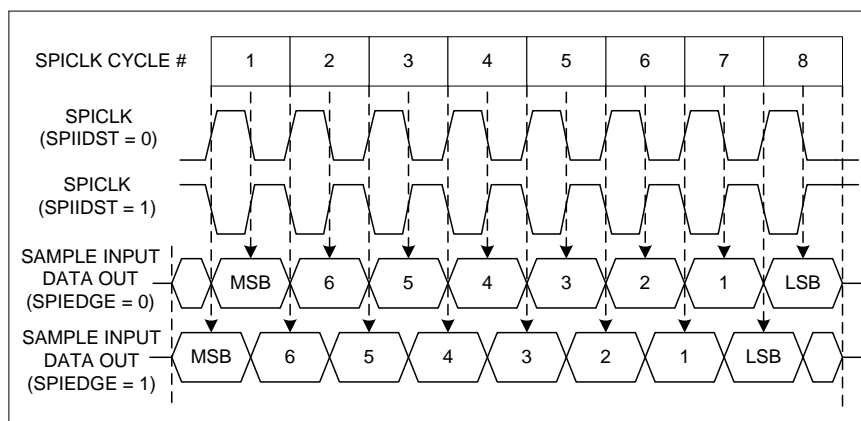 SPICLK CYCLE # 1 2 3 4 5 6 7 8
SPICLK
(SPIIDST = 0)
SPICLK
(SPIIDST = 1)
SAMPLE INPUT
DATA OUT
(SPIEDGE = 0)
MSB 6 5 4 3 2 1 LSB
SAMPLE INPUT
DATA OUT
(SPIEDGE = 1)
MSB 6 5 4 3 2 1 LSB